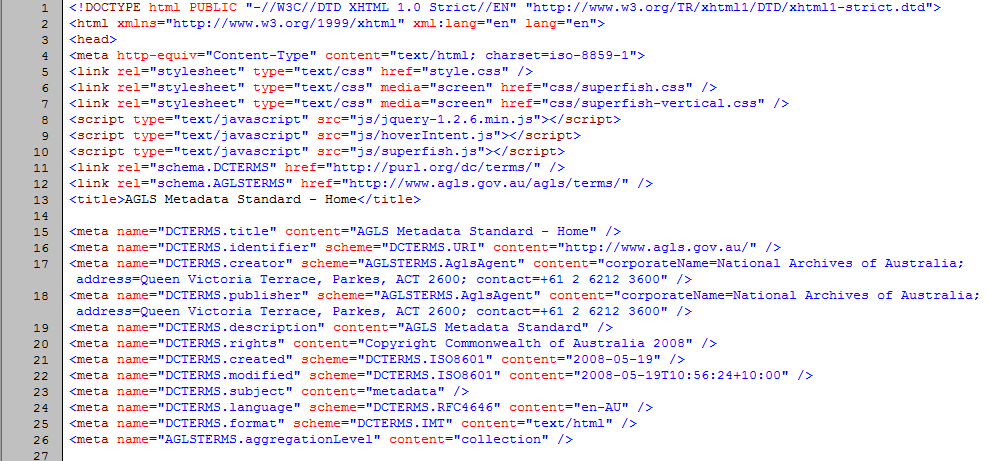 1 <!DOCTYPE html PUBLIC "-//W3C//DTD XHTML 1.0 Strict//EN" "http://www.w3.org/TR/xhtml1/DTD/xhtml1-strict.dtd">
2 <html xmlns="http://www.w3.org/1999/xhtml" xml:lang="en" lang="en">
3 <head>
4 <meta http-equiv="Content-Type" content="text/html; charset=iso-8859-1">
5 <link rel="stylesheet" type="text/css" href="style.css" />
6 <link rel="stylesheet" type="text/css" media="screen" href="css/superfish.css" />
7 <link rel="stylesheet" type="text/css" media="screen" href="css/superfish-vertical.css" />
8 <script type="text/javascript" src="js/jquery-1.2.6.min.js"></script>
9 <script type="text/javascript" src="js/hoverIntent.js"></script>
10 <script type="text/javascript" src="js/superfish.js"></script>
11 <link rel="schema.DCTERMS" href="http://purl.org/dc/terms/" />
12 <link rel="schema.AGLSTERMS" href="http://www.agls.gov.au/agls/terms/" />
13 <title>AGLS Metadata Standard - Home</title>
14
15 <meta name="DCTERMS.title" content="AGLS Metadata Standard - Home" />
16 <meta name="DCTERMS.identifier" scheme="DCTERMS.URI" content="http://www.agls.gov.au/" />
17 <meta name="DCTERMS.creator" scheme="AGLSTERMS.AglsAgent" content="corporateName=National Archives of Australia;
address=Queen Victoria Terrace, Parkes, ACT 2600; contact=+61 2 6212 3600" />
18 <meta name="DCTERMS.publisher" scheme="AGLSTERMS.AglsAgent" content="corporateName=National Archives of Australia;
address=Queen Victoria Terrace, Parkes, ACT 2600; contact=+61 2 6212 3600" />
19 <meta name="DCTERMS.description" content="AGLS Metadata Standard" />
20 <meta name="DCTERMS.rights" content="Copyright Commonwealth of Australia 2008" />
21 <meta name="DCTERMS.created" scheme="DCTERMS.ISO8601" content="2008-05-19" />
22 <meta name="DCTERMS.modified" scheme="DCTERMS.ISO8601" content="2008-05-19T10:56:24+10:00" />
23 <meta name="DCTERMS.subject" content="metadata" />
24 <meta name="DCTERMS.language" scheme="DCTERMS.RFC4646" content="en-AU" />
25 <meta name="DCTERMS.format" scheme="DCTERMS.IMT" content="text/html" />
26 <meta name="AGLSTERMS.aggregationLevel" content="collection" />
27